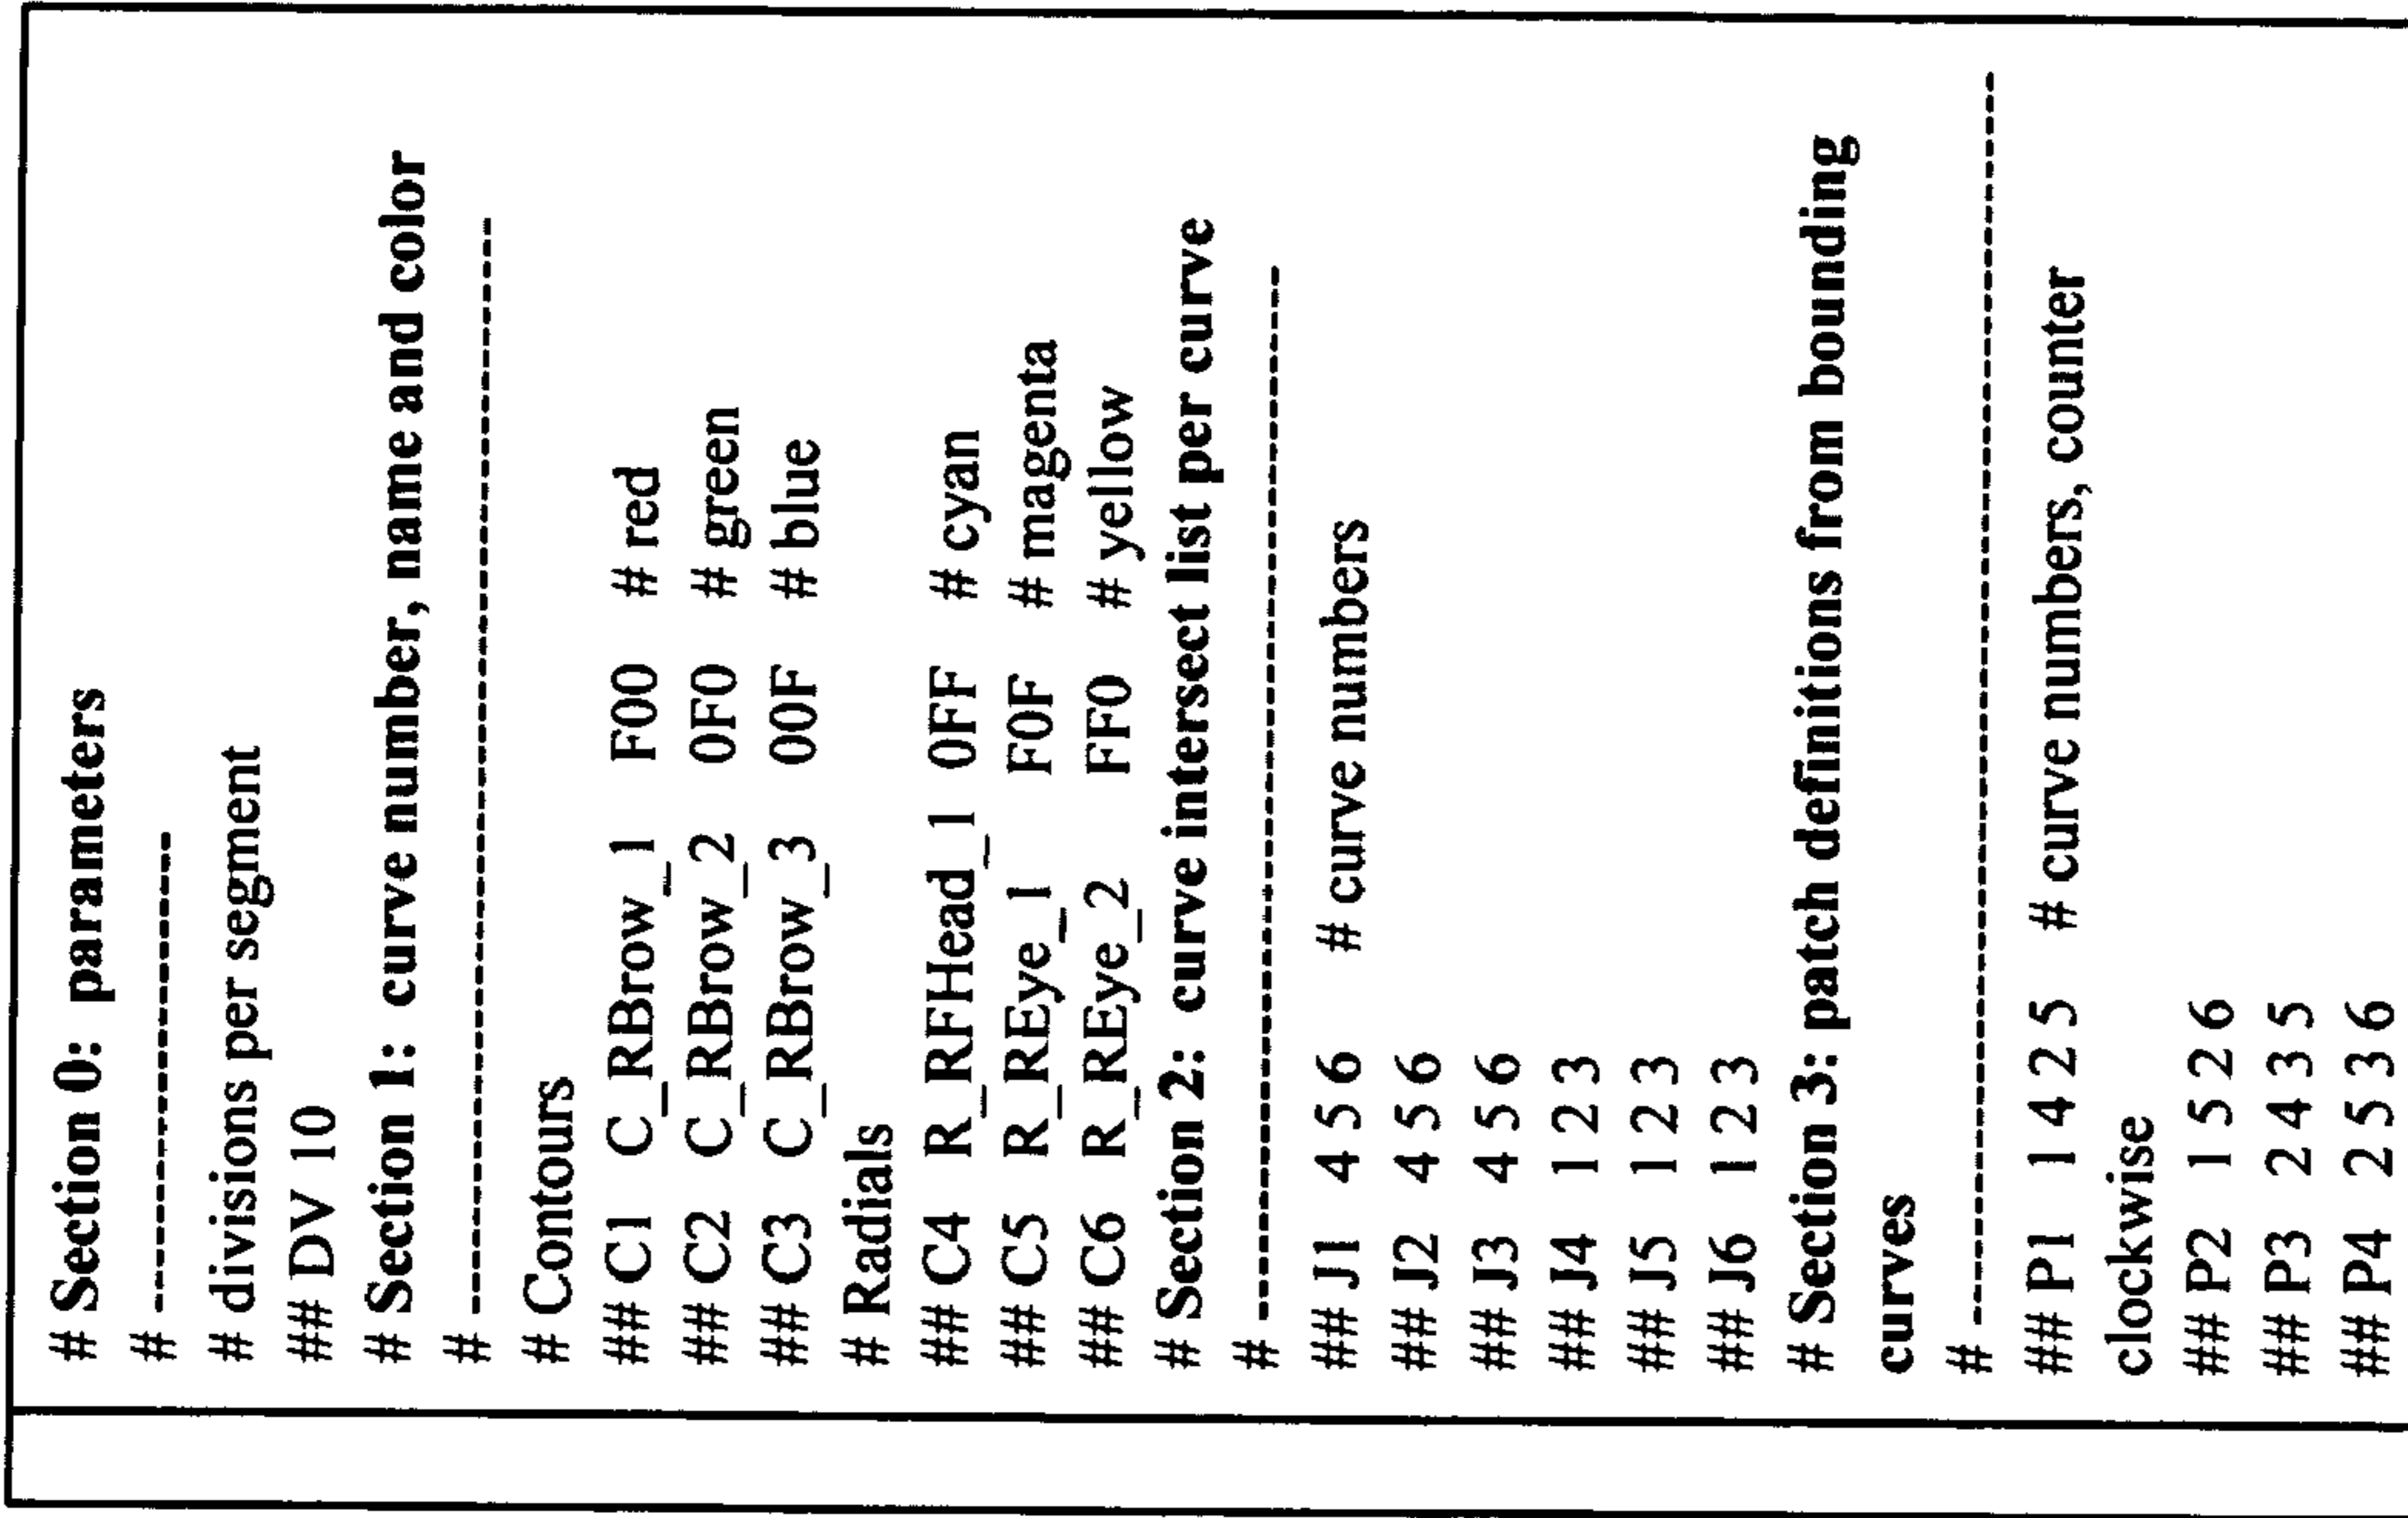 # Section 0: parameters
# ----------------------------
# divisions per segment
## DV 10
# Section 1: curve number, name and color
# ----------------------------------------------------------------
# Contours
## C1 C_RBrow_1 F00 # red
## C2 C_RBrow_2 0F0 # green
## C3 C_RBrow_3 00F # blue
# Radials
## C4 R_RFHead_1 0FF # cyan
## C5 R_REye_1 F0F # magenta
## C6 R_REye_2 FF0 # yellow
# Section 2: curve intersect list per curve
# -------------------------------------------------------------
## J1 4 5 6 # curve numbers
## J2 4 5 6
## J3 4 5 6
## J4 1 2 3
## J5 1 2 3
## J6 1 2 3
# Section 3: patch definitions from bounding
curves
# -------------------------------------------------------------------------
## P1 1 4 2 5 # curve numbers, counter
clockwise
## P2 1 5 2 6
## P3 2 4 3 5
## P4 2 5 3 6